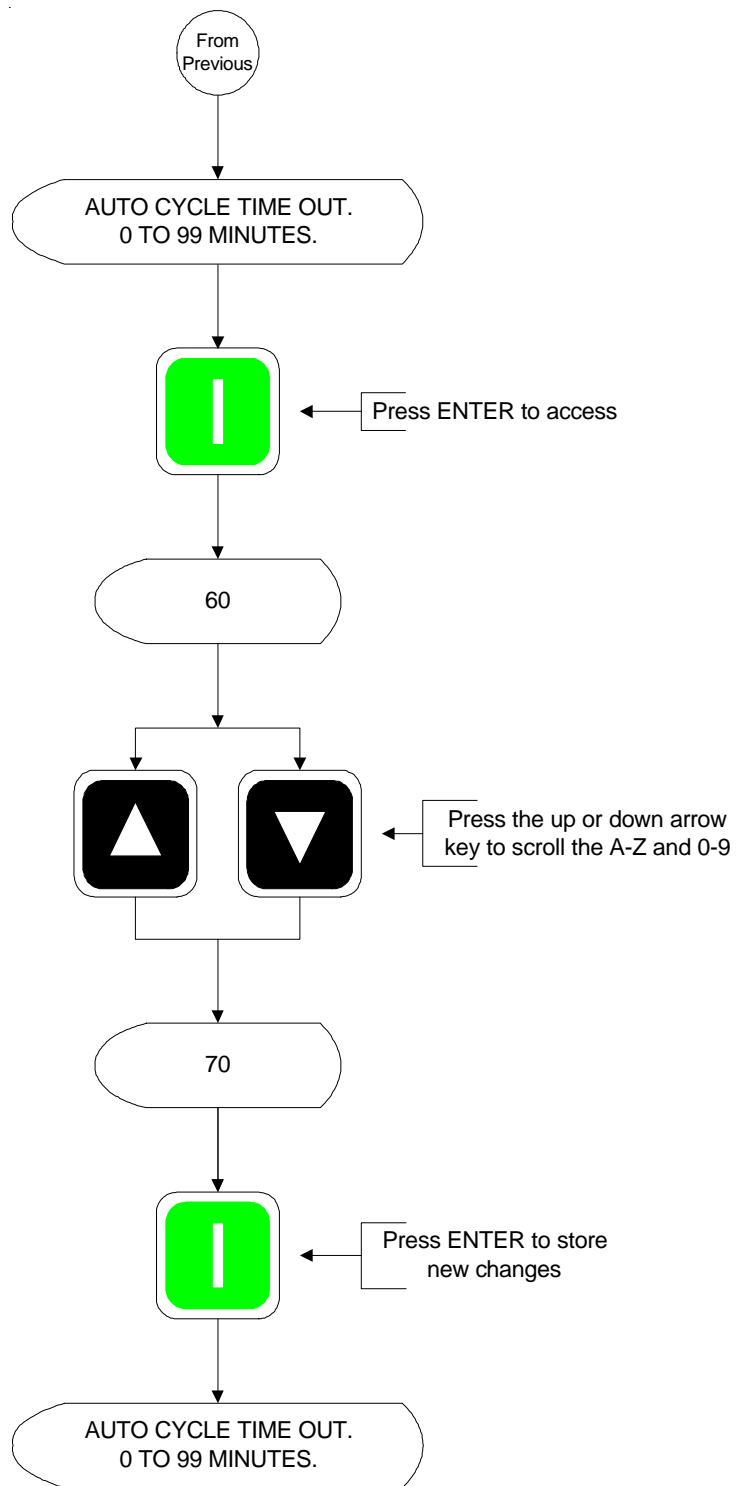 From
Previous
AUTO CYCLE TIME OUT.
0 TO 99 MINUTES.
Press ENTER to access
60
Press the up or down arrow
key to scroll the A-Z and 0-9
70
Press ENTER to store
new changes
AUTO CYCLE TIME OUT.
0 TO 99 MINUTES.